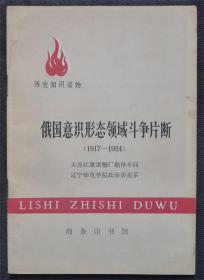 历史知识读物
俄国意识形态领域斗争片断
(1917—1924)
大连红旗造船厂船体车间
辽宁师范学院政治历史系
LISHI ZHISHI DUWU
商务印书馆